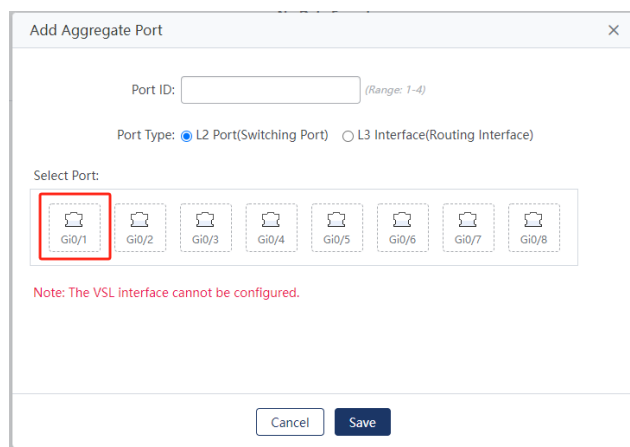 Add Aggregate Port
Port ID: (Range: 1-4)
Port Type: L2 Port(Switching Port) L3 Interface(Routing Interface)
Select Port:
Gi0/1 Gi0/2 Gi0/3 Gi0/4 Gi0/5 Gi0/6 Gi0/7 Gi0/8
Note: The VSL interface cannot be configured.
Cancel Save